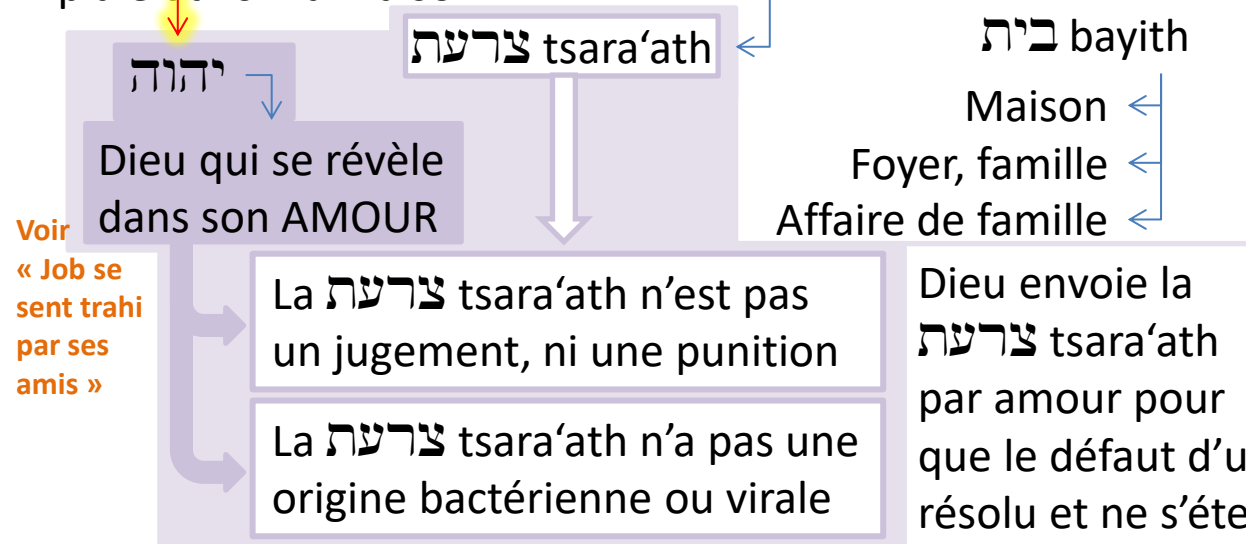 צרעת tsara‘ath
בית bayith
יהוה
Maison
Foyer, famille
Affaire de famille
Dieu qui se révèle
dans son AMOUR
Voir
« Job se
sent trahi
par ses
amis »
La צרעת tsara‘ath n’est pas
un jugement, ni une punition
La צרעת tsara‘ath n’a pas une
origine bactérienne ou virale
Dieu envoie la
צרעת tsara‘ath
par amour pour
que le défaut d’u
résolu et ne s’éte